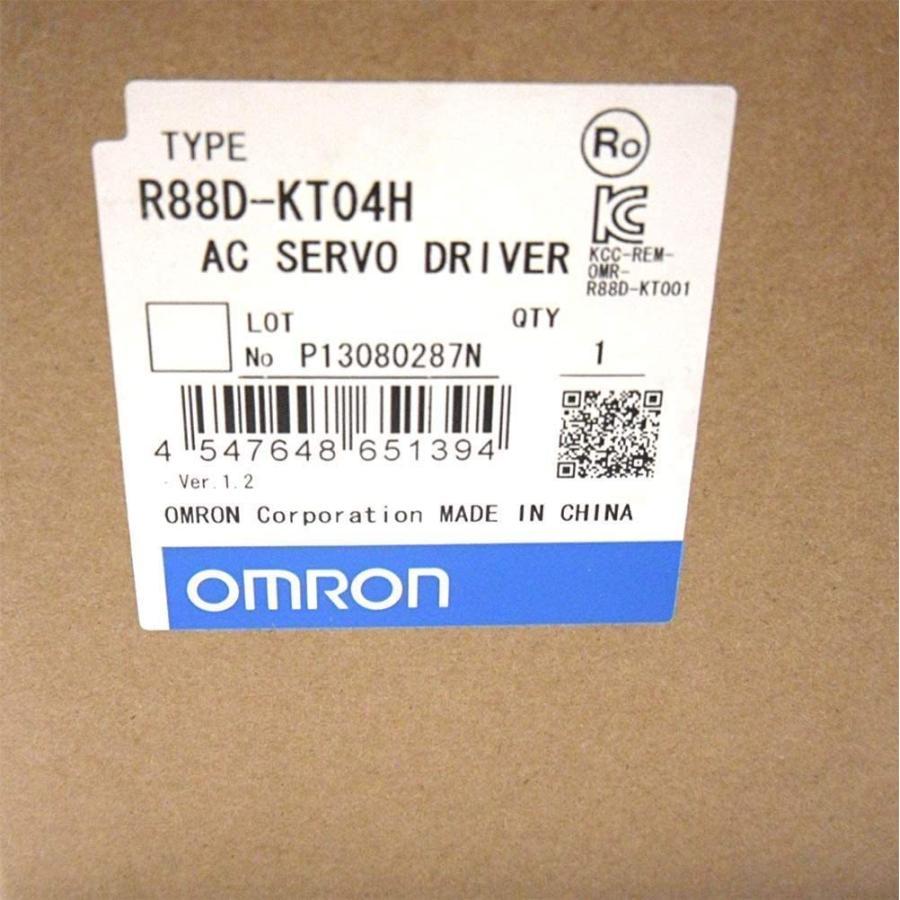 TYPE
R88D-KT04H
AC SERVO DRIVER
Ro
KC
KCC-REM-
OMR-
R88D-KT001
LOT
No P13080287N
QTY
1
4 547648 651394
Ver.1.2
OMRON Corporation MADE IN CHINA
OMRON